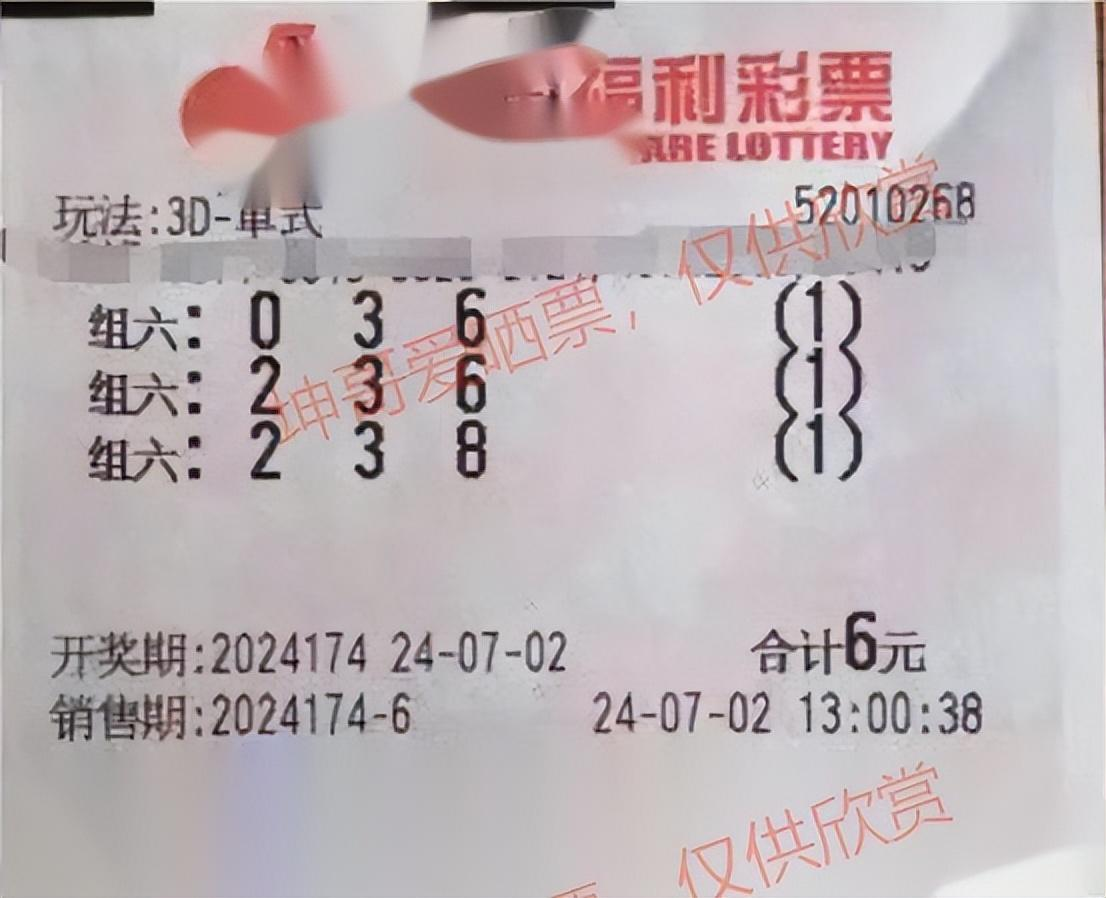 福利彩票
ARE LOTTERY
玩法:3D-单式
52010268
组六: 0 3 6 (1)
组六: 2 3 6 (1)
组六: 2 3 8 (1)
坤哥爱晒票,仅供欣赏
开奖期:2024174 24-07-02 合计6元
销售期:2024174-6 24-07-02 13:00:38
仅供欣赏